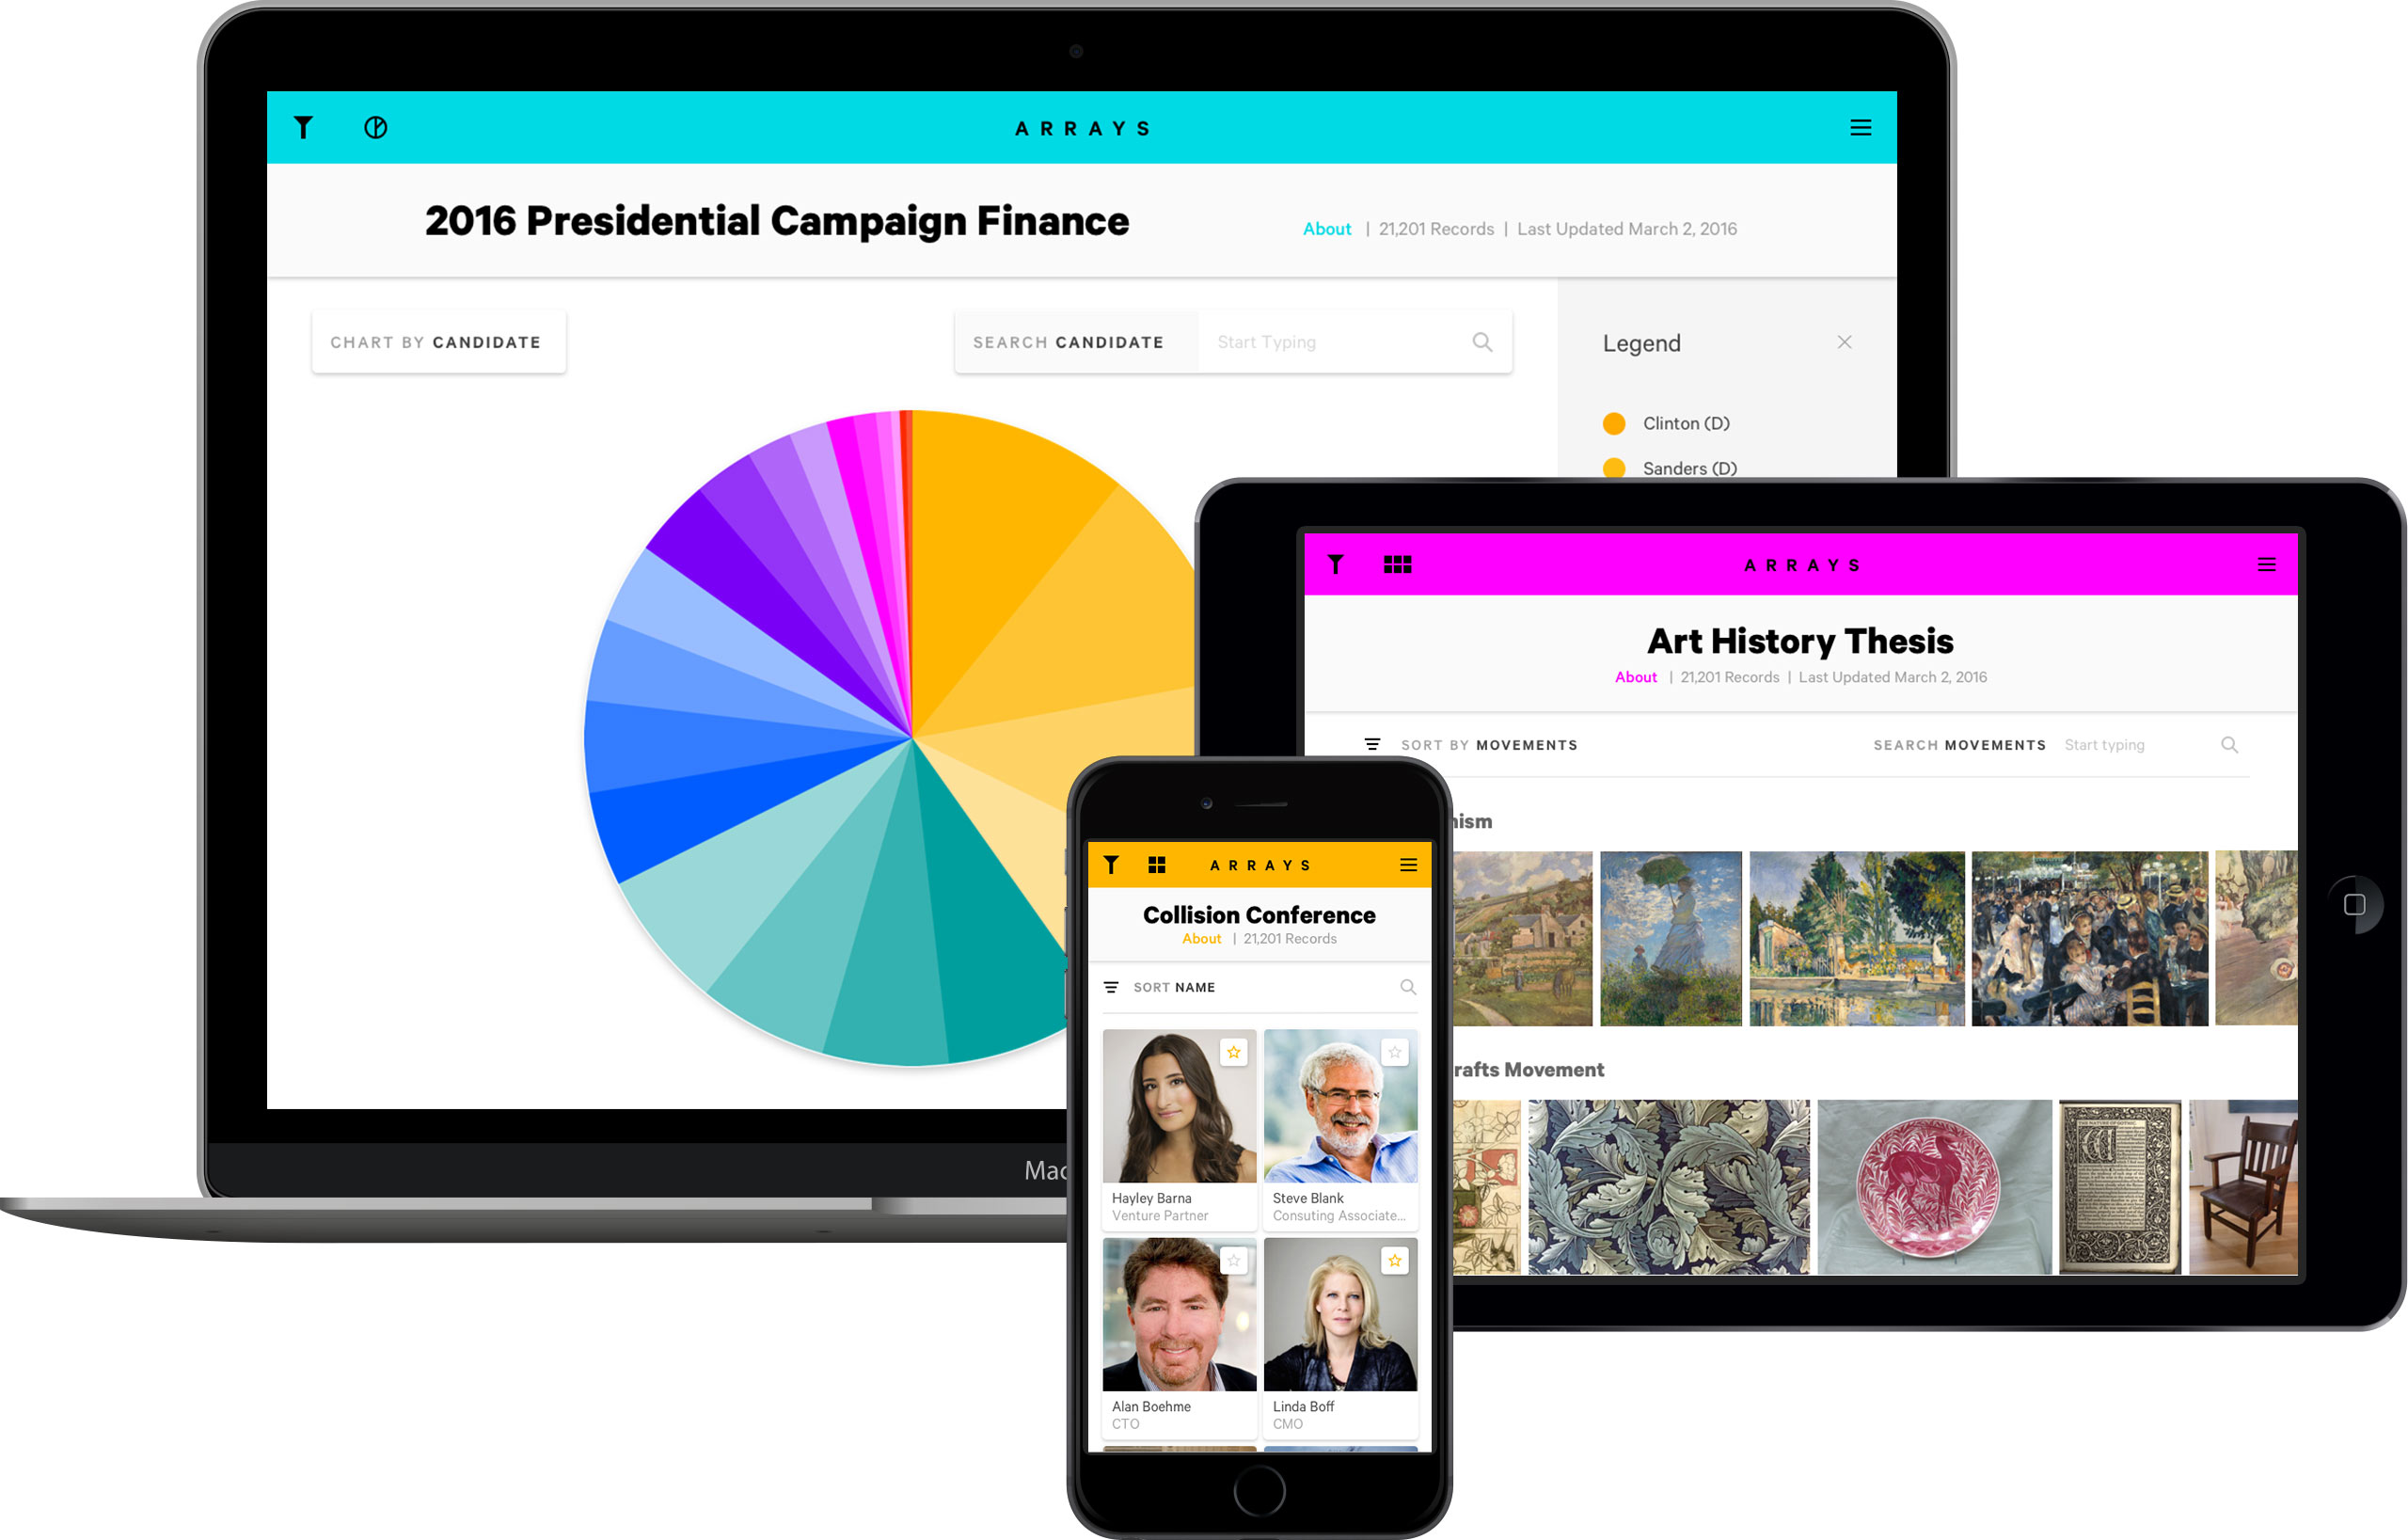 ARRAYS
2016 Presidential Campaign Finance
About | 21,201 Records | Last Updated March 2, 2016
CHART BY CANDIDATE
SEARCH CANDIDATE Start Typing
Legend
Clinton (D)
Sanders (D)
Mac
ARRAYS
Art History Thesis
About | 21,201 Records | Last Updated March 2, 2016
SORT BY MOVEMENTS
SEARCH MOVEMENTS Start typing
nism
rafts Movement
ARRAYS
Collision Conference
About | 21,201 Records
SORT NAME
Hayley Barna
Venture Partner
Steve Blank
Consuting Associate...
Alan Boehme
CTO
Linda Boff
CMO